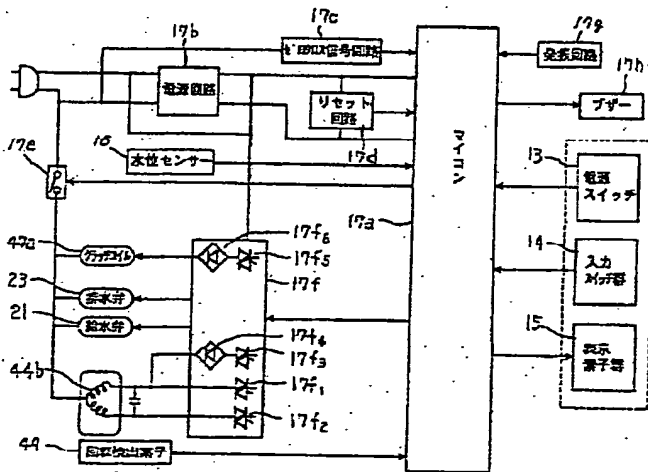 17c
17b
ゼロクロス信号回路
17g
発振回路
電源回路
17h
リセット
回路
ブザー
17e
16
水位センサ
17d
13
電源
スイッチ
マイコン
17a
47a
クラッチコイル
17f6
17f5
14
入力
スイッチ群
23
排水弁
17f
21
給水弁
17f4
15
表示
素子群
44b
17f3
17f1
17f2
49
回転検出素子